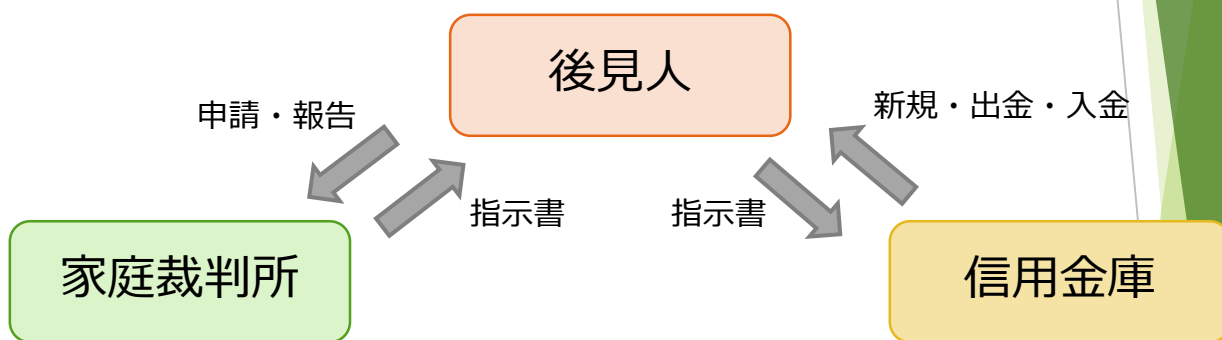 後見人
申請・報告
新規・出金・入金
指示書
指示書
家庭裁判所
信用金庫